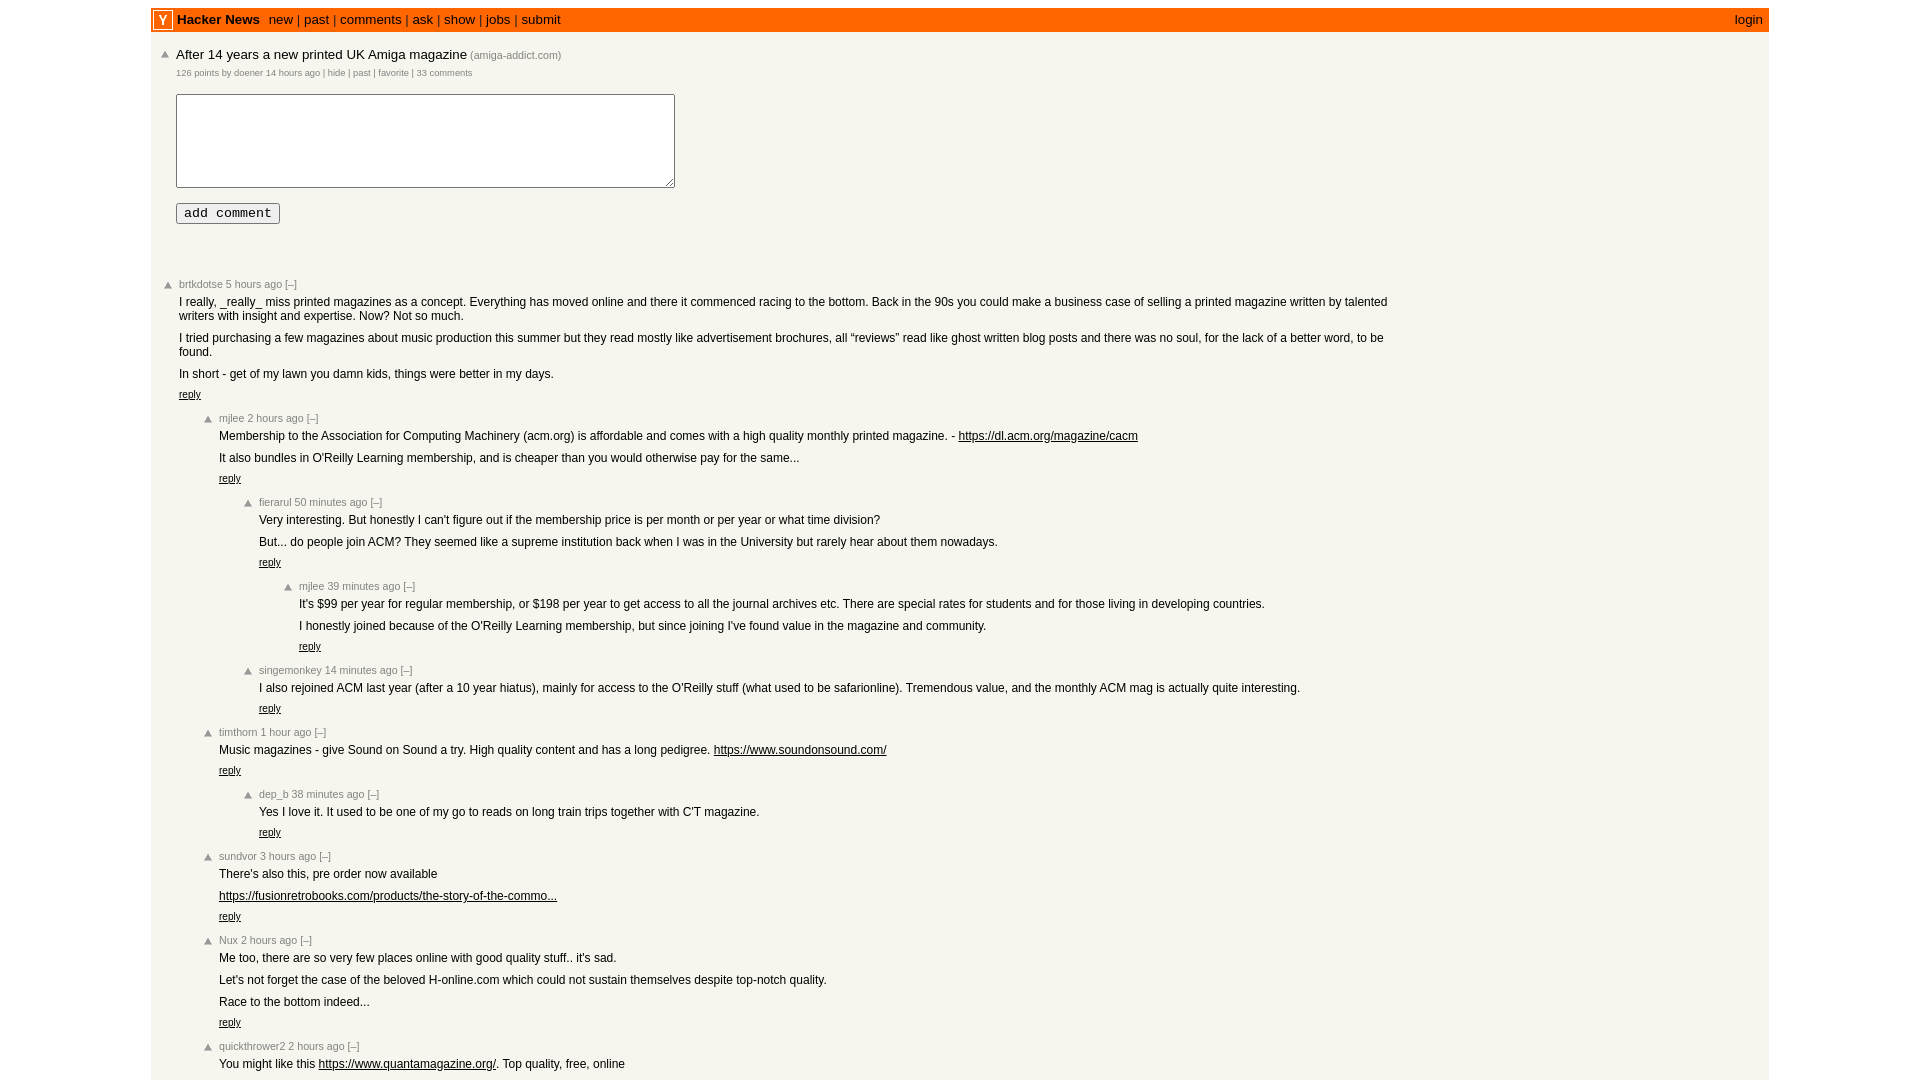 Y Hacker News new | past | comments | ask | show | jobs | submit login
After 14 years a new printed UK Amiga magazine (amiga-addict.com)
126 points by doener 14 hours ago | hide | past | favorite | 33 comments
add comment
brtkdotse 5 hours ago [–]
I really, _really_ miss printed magazines as a concept. Everything has moved online and there it commenced racing to the bottom. Back in the 90s you could make a business case of selling a printed magazine written by talented
writers with insight and expertise. Now? Not so much.
I tried purchasing a few magazines about music production this summer but they read mostly like advertisement brochures, all “reviews” read like ghost written blog posts and there was no soul, for the lack of a better word, to be
found.
In short - get of my lawn you damn kids, things were better in my days.
reply
mjlee 2 hours ago [–]
Membership to the Association for Computing Machinery (acm.org) is affordable and comes with a high quality monthly printed magazine. - https://dl.acm.org/magazine/cacm
It also bundles in O'Reilly Learning membership, and is cheaper than you would otherwise pay for the same...
reply
fierarul 50 minutes ago [–]
Very interesting. But honestly I can't figure out if the membership price is per month or per year or what time division?
But... do people join ACM? They seemed like a supreme institution back when I was in the University but rarely hear about them nowadays.
reply
mjlee 39 minutes ago [–]
It's $99 per year for regular membership, or $198 per year to get access to all the journal archives etc. There are special rates for students and for those living in developing countries.
I honestly joined because of the O'Reilly Learning membership, but since joining I've found value in the magazine and community.
reply
singemonkey 14 minutes ago [–]
I also rejoined ACM last year (after a 10 year hiatus), mainly for access to the O'Reilly stuff (what used to be safarionline). Tremendous value, and the monthly ACM mag is actually quite interesting.
reply
timthorn 1 hour ago [–]
Music magazines - give Sound on Sound a try. High quality content and has a long pedigree. https://www.soundonsound.com/
reply
dep_b 38 minutes ago [–]
Yes I love it. It used to be one of my go to reads on long train trips together with C'T magazine.
reply
sundvor 3 hours ago [–]
There's also this, pre order now available
https://fusionretrobooks.com/products/the-story-of-the-commo...
reply
Nux 2 hours ago [–]
Me too, there are so very few places online with good quality stuff.. it's sad.
Let's not forget the case of the beloved H-online.com which could not sustain themselves despite top-notch quality.
Race to the bottom indeed...
reply
quickthrower2 2 hours ago [–]
You might like this https://www.quantamagazine.org/. Top quality, free, online